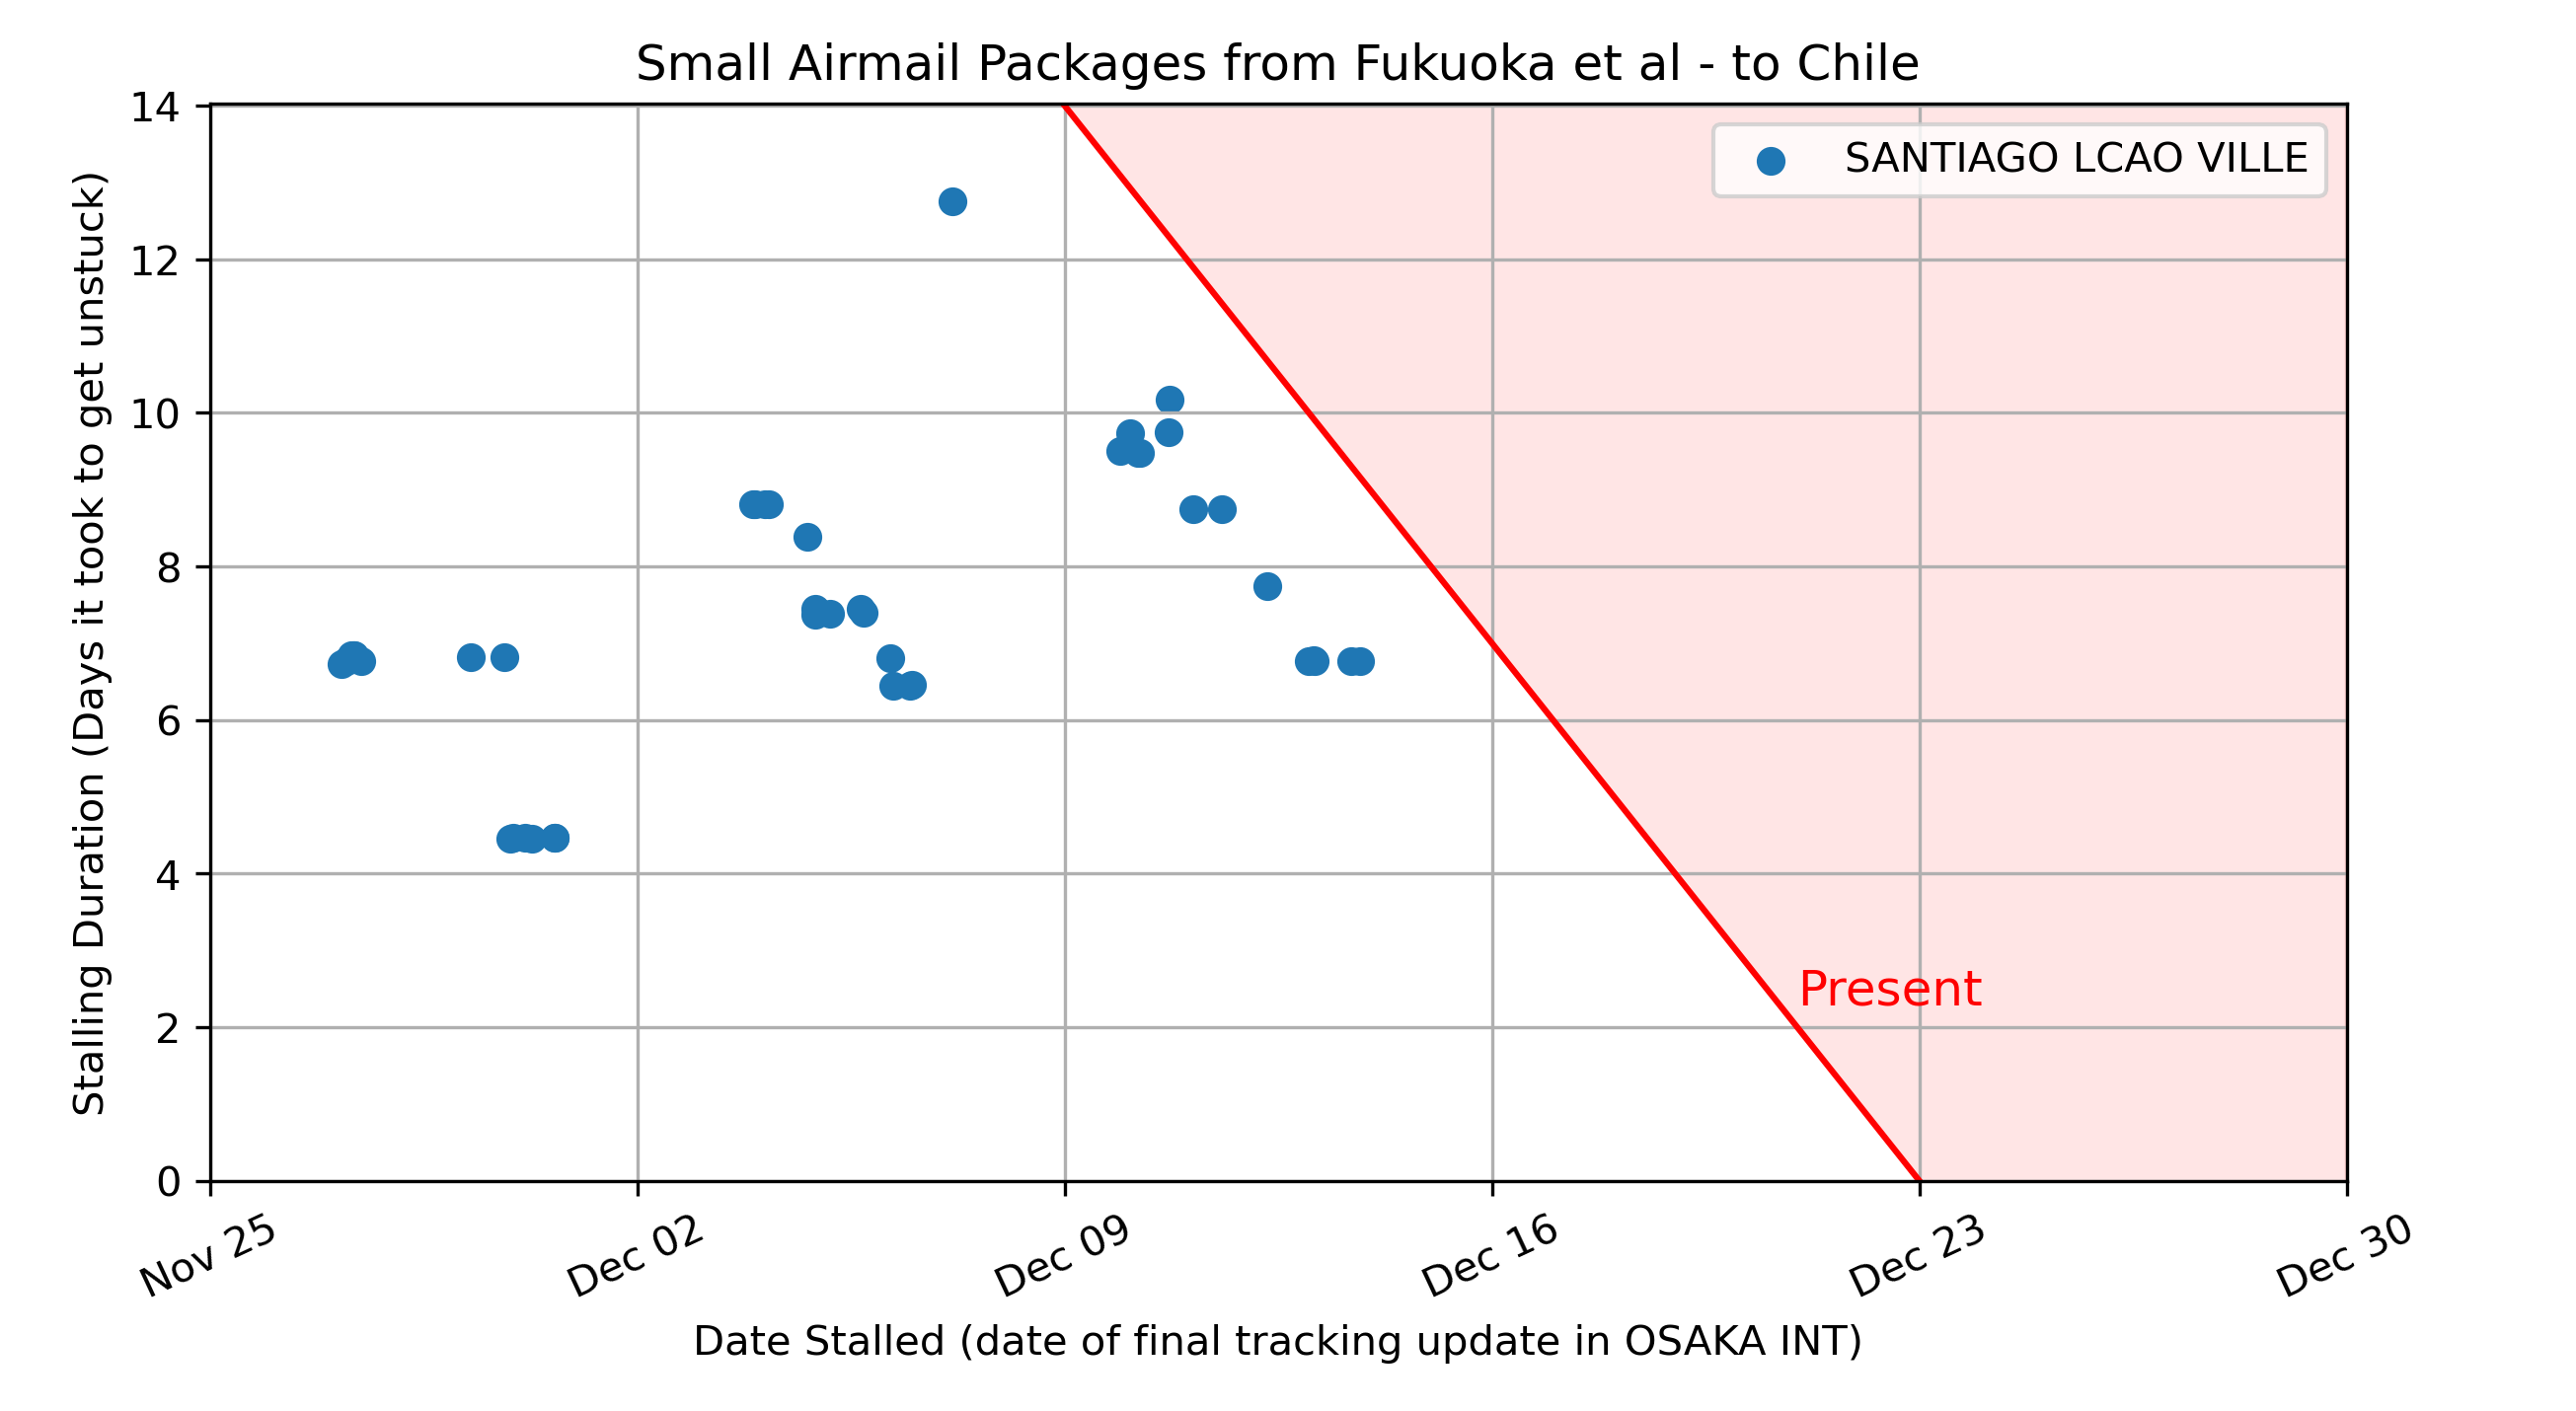 Small Airmail Packages from Fukuoka et al - to Chile
SANTIAGO LCAO VILLE
Stalling Duration (Days it took to get unstuck)
14
12
10
8
6
4
2
0
Present
Nov 25
Dec 02
Dec 09
Dec 16
Dec 23
Dec 30
Date Stalled (date of final tracking update in OSAKA INT)